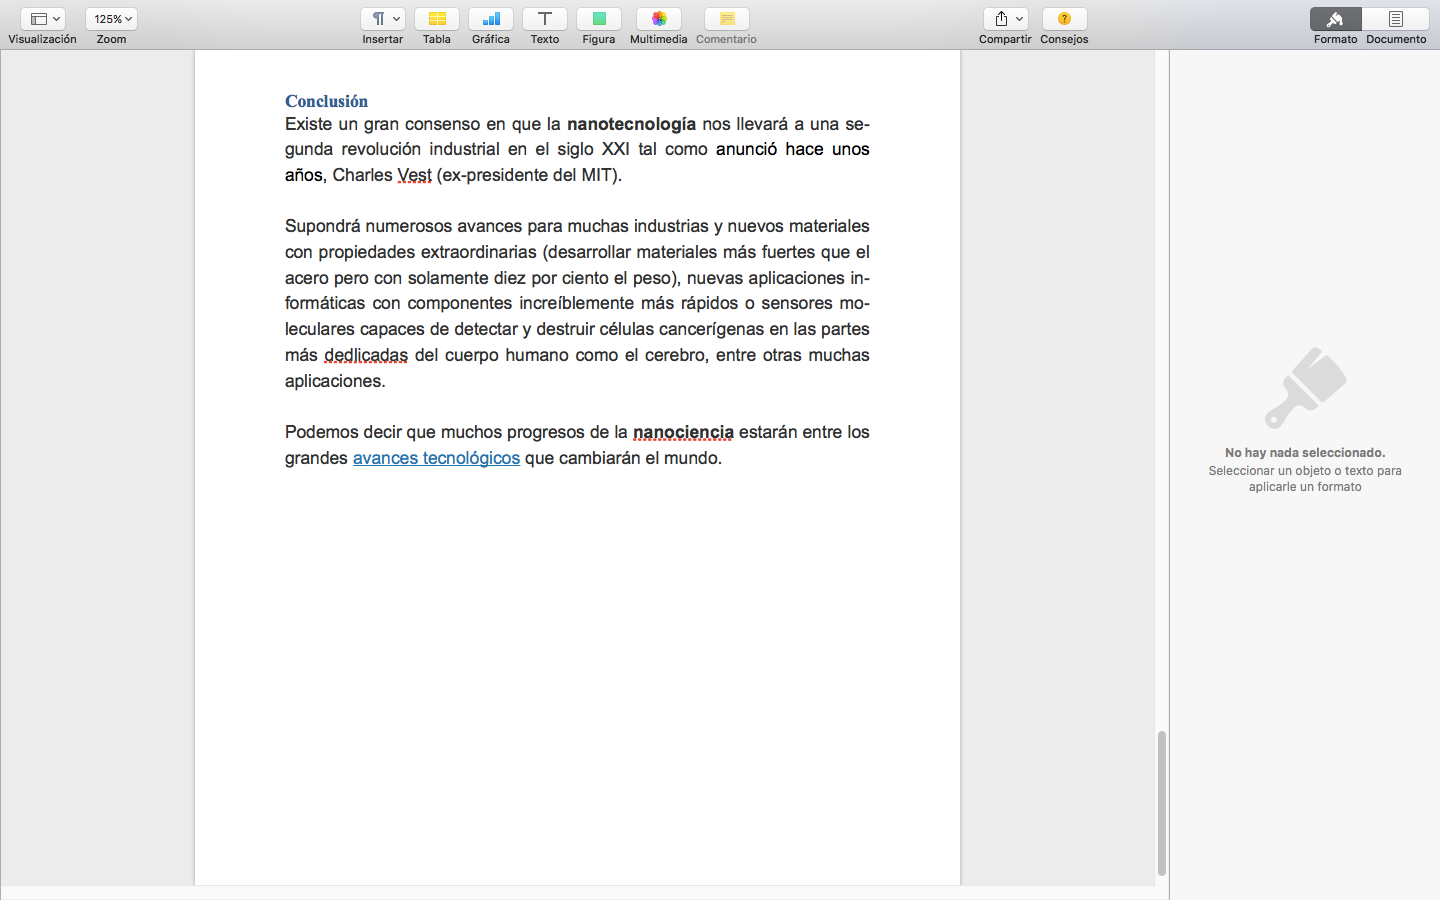 125%
Visualización
Zoom
Insertar
Tabla
Gráfica
Texto
Figura
Multimedia
Comentario
Compartir
Consejos
Formato
Documento
Conclusión
Existe un gran consenso en que la nanotecnología nos llevará a una se-
gunda revolución industrial en el siglo XXI tal como anunció hace unos
años, Charles Vest (ex-presidente del MIT).
Supondrá numerosos avances para muchas industrias y nuevos materiales
con propiedades extraordinarias (desarrollar materiales más fuertes que el
acero pero con solamente diez por ciento el peso), nuevas aplicaciones in-
formáticas con componentes increíblemente más rápidos o sensores mo-
leculares capaces de detectar y destruir células cancerígenas en las partes
más dedlicadas del cuerpo humano como el cerebro, entre otras muchas
aplicaciones.
Podemos decir que muchos progresos de la nanociencia estarán entre los
grandes avances tecnológicos que cambiarán el mundo.
No hay nada seleccionado.
Seleccionar un objeto o texto para
aplicarle un formato